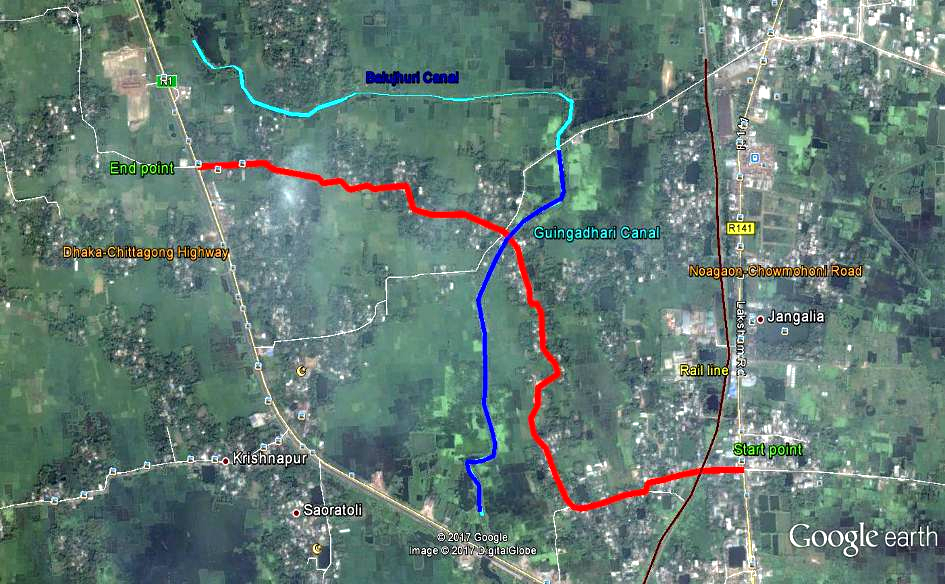 Balujhuri Canal
R1
End point
R141
Guingadhari Canal
Dhaka-Chittagong Highway
Noagaon-Chowmohoni Road
Jangalia
Rail line
Start point
Krishnapur
Saoratoli
© 2017 Google
Image © 2017 DigitalGlobe
Google earth